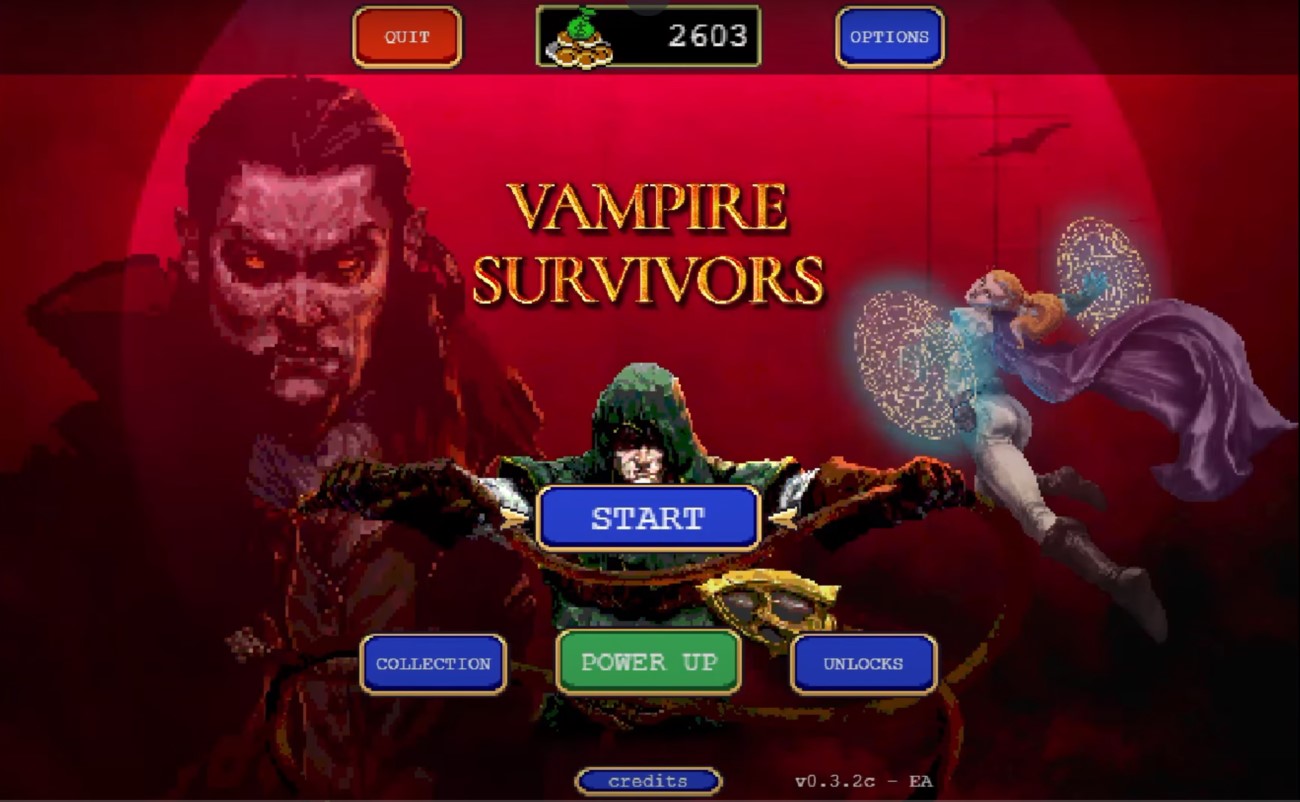 QUIT
2603
OPTIONS
VAMPIRE
SURVIVORS
START
COLLECTION
POWER UP
UNLOCKS
credits
v0.3.2c - EA